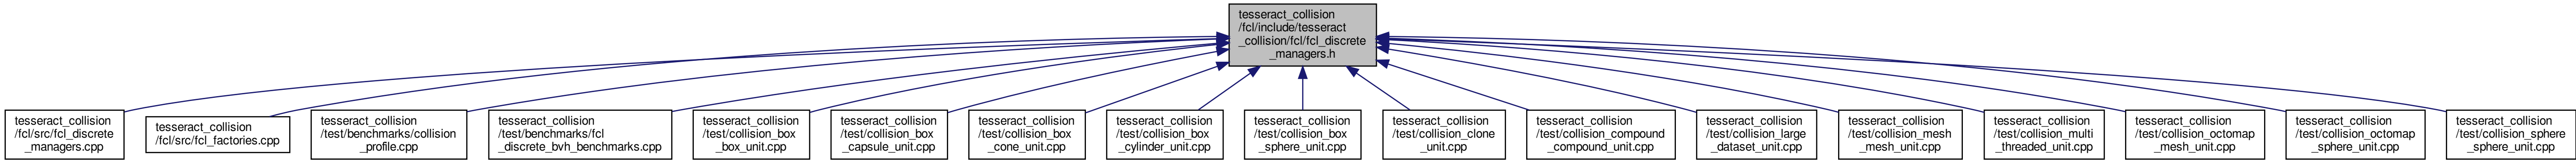 tesseract_collision
/fcl/include/tesseract
_collision/fcl/fcl_discrete
_managers.h
tesseract_collision
/fcl/src/fcl_discrete
_managers.cpp
tesseract_collision
/fcl/src/fcl_factories.cpp
tesseract_collision
/test/benchmarks/collision
_profile.cpp
tesseract_collision
/test/benchmarks/fcl
_discrete_bvh_benchmarks.cpp
tesseract_collision
/test/collision_box
_box_unit.cpp
tesseract_collision
/test/collision_box
_capsule_unit.cpp
tesseract_collision
/test/collision_box
_cone_unit.cpp
tesseract_collision
/test/collision_box
_cylinder_unit.cpp
tesseract_collision
/test/collision_box
_sphere_unit.cpp
tesseract_collision
/test/collision_clone
_unit.cpp
tesseract_collision
/test/collision_compound
_compound_unit.cpp
tesseract_collision
/test/collision_large
_dataset_unit.cpp
tesseract_collision
/test/collision_mesh
_mesh_unit.cpp
tesseract_collision
/test/collision_multi
_threaded_unit.cpp
tesseract_collision
/test/collision_octomap
_mesh_unit.cpp
tesseract_collision
/test/collision_octomap
_sphere_unit.cpp
tesseract_collision
/test/collision_sphere
_sphere_unit.cpp